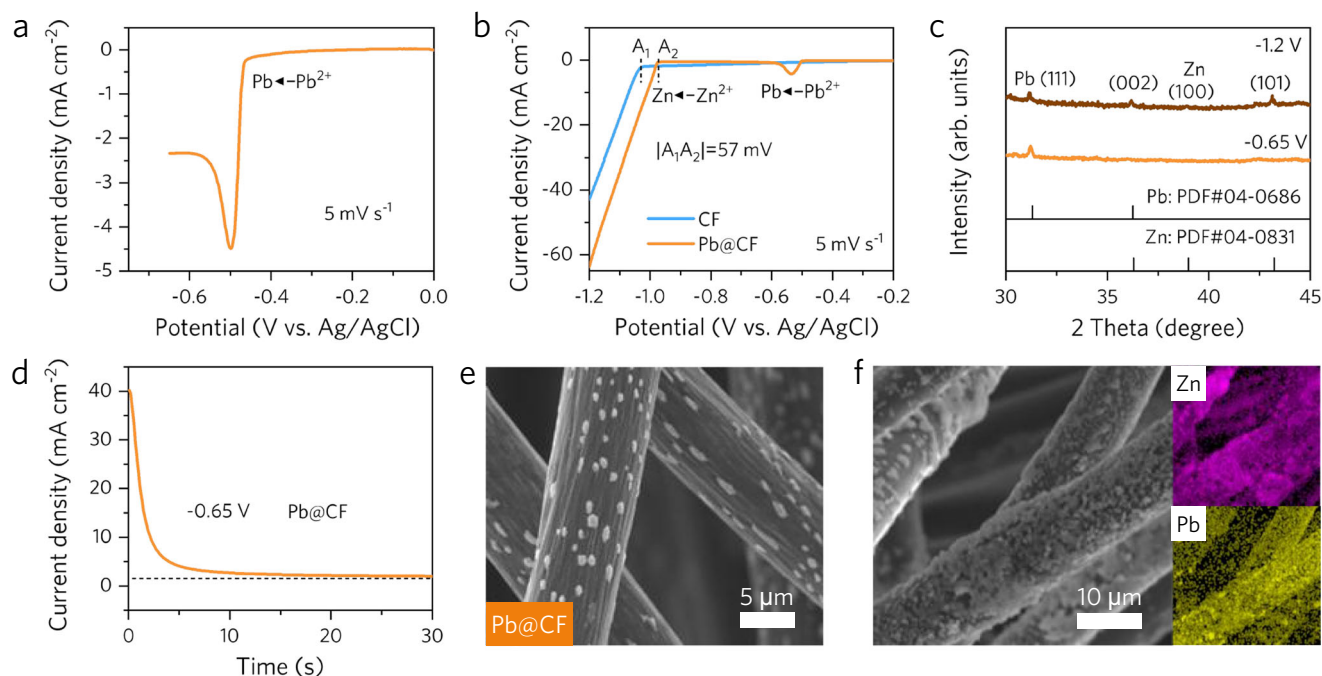 a
Current density (mA cm⁻²)
0
-1
-2
-3
-4
-5
Pb◄–Pb²⁺
5 mV s⁻¹
-0.6
-0.4
-0.2
0.0
Potential (V vs. Ag/AgCl)
b
Current density (mA cm⁻²)
0
-20
-40
-60
A₁ A₂
Zn◄–Zn²⁺
Pb◄–Pb²⁺
|A₁A₂|=57 mV
CF
Pb@CF
5 mV s⁻¹
-1.2
-1.0
-0.8
-0.6
-0.4
-0.2
Potential (V vs. Ag/AgCl)
c
Intensity (arb. units)
-1.2 V
Pb (111)
(002)
Zn
(100)
(101)
-0.65 V
Pb: PDF#04-0686
Zn: PDF#04-0831
30
35
40
45
2 Theta (degree)
d
Current density (mA cm⁻²)
40
30
20
10
0
-0.65 V Pb@CF
0
10
20
30
Time (s)
e
Pb@CF
5 µm
f
10 µm
Zn
Pb